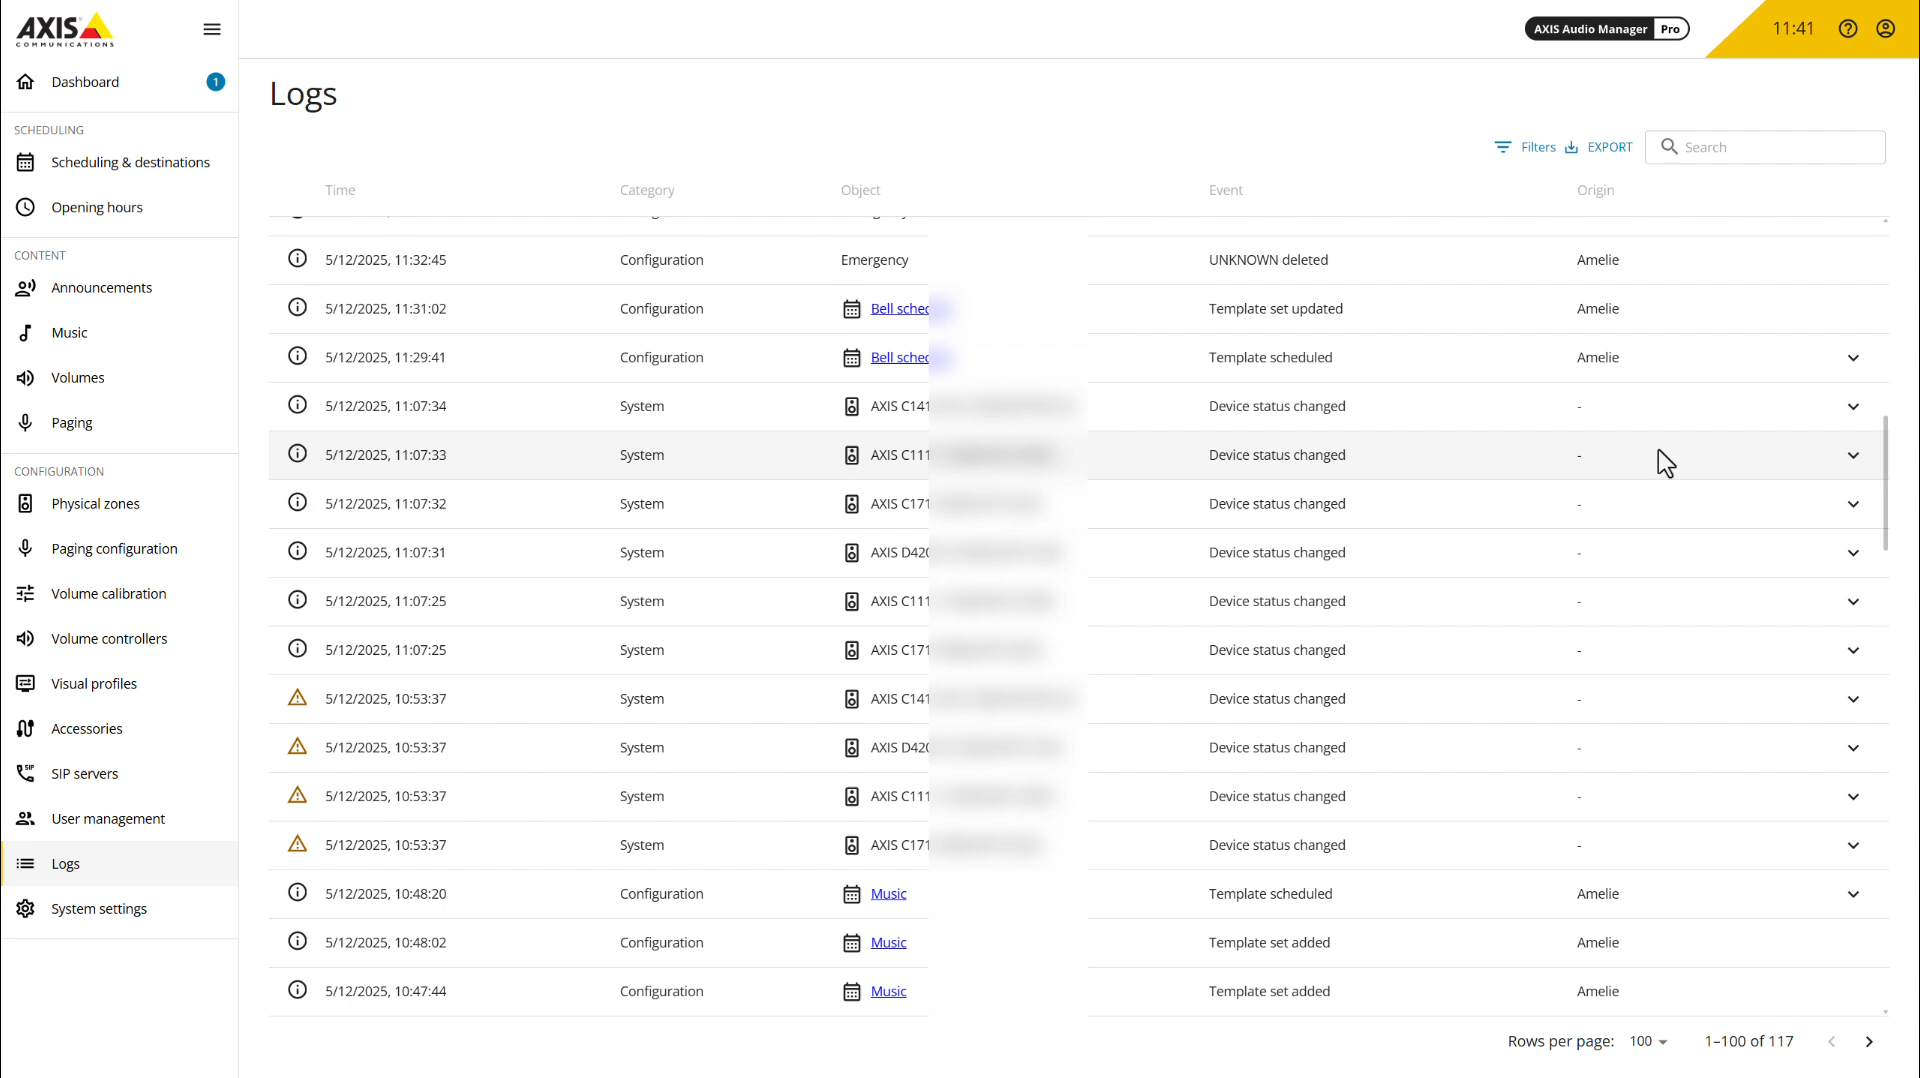 AXIS
COMMUNICATIONS
AXIS Audio Manager Pro
11:41
Dashboard 1
SCHEDULING
Scheduling & destinations
Opening hours
CONTENT
Announcements
Music
Volumes
Paging
CONFIGURATION
Physical zones
Paging configuration
Volume calibration
Volume controllers
Visual profiles
Accessories
SIP servers
User management
Logs
System settings
Logs
Filters EXPORT Search
Time Category Object Event Origin
5/12/2025, 11:32:45 Configuration Emergency UNKNOWN deleted Amelie
5/12/2025, 11:31:02 Configuration Bell sched Template set updated Amelie
5/12/2025, 11:29:41 Configuration Bell sched Template scheduled Amelie
5/12/2025, 11:07:34 System AXIS C141 Device status changed -
5/12/2025, 11:07:33 System AXIS C111 Device status changed -
5/12/2025, 11:07:32 System AXIS C171 Device status changed -
5/12/2025, 11:07:31 System AXIS D420 Device status changed -
5/12/2025, 11:07:25 System AXIS C111 Device status changed -
5/12/2025, 11:07:25 System AXIS C171 Device status changed -
5/12/2025, 10:53:37 System AXIS C141 Device status changed -
5/12/2025, 10:53:37 System AXIS D420 Device status changed -
5/12/2025, 10:53:37 System AXIS C111 Device status changed -
5/12/2025, 10:53:37 System AXIS C171 Device status changed -
5/12/2025, 10:48:20 Configuration Music Template scheduled Amelie
5/12/2025, 10:48:02 Configuration Music Template set added Amelie
5/12/2025, 10:47:44 Configuration Music Template set added Amelie
Rows per page: 100 1–100 of 117